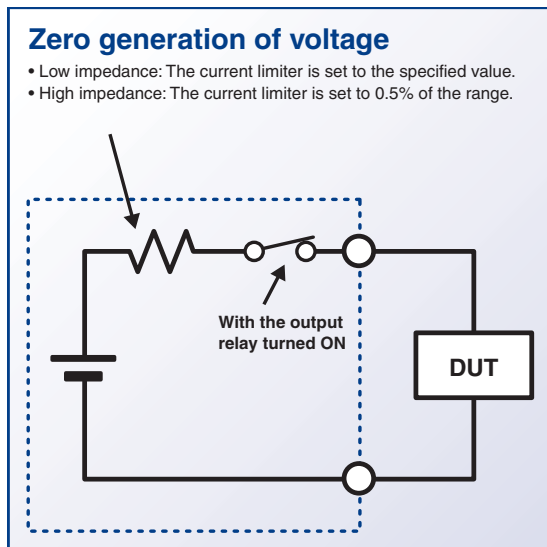 Zero generation of voltage
• Low impedance: The current limiter is set to the specified value.
• High impedance: The current limiter is set to 0.5% of the range.
With the output
relay turned ON
DUT